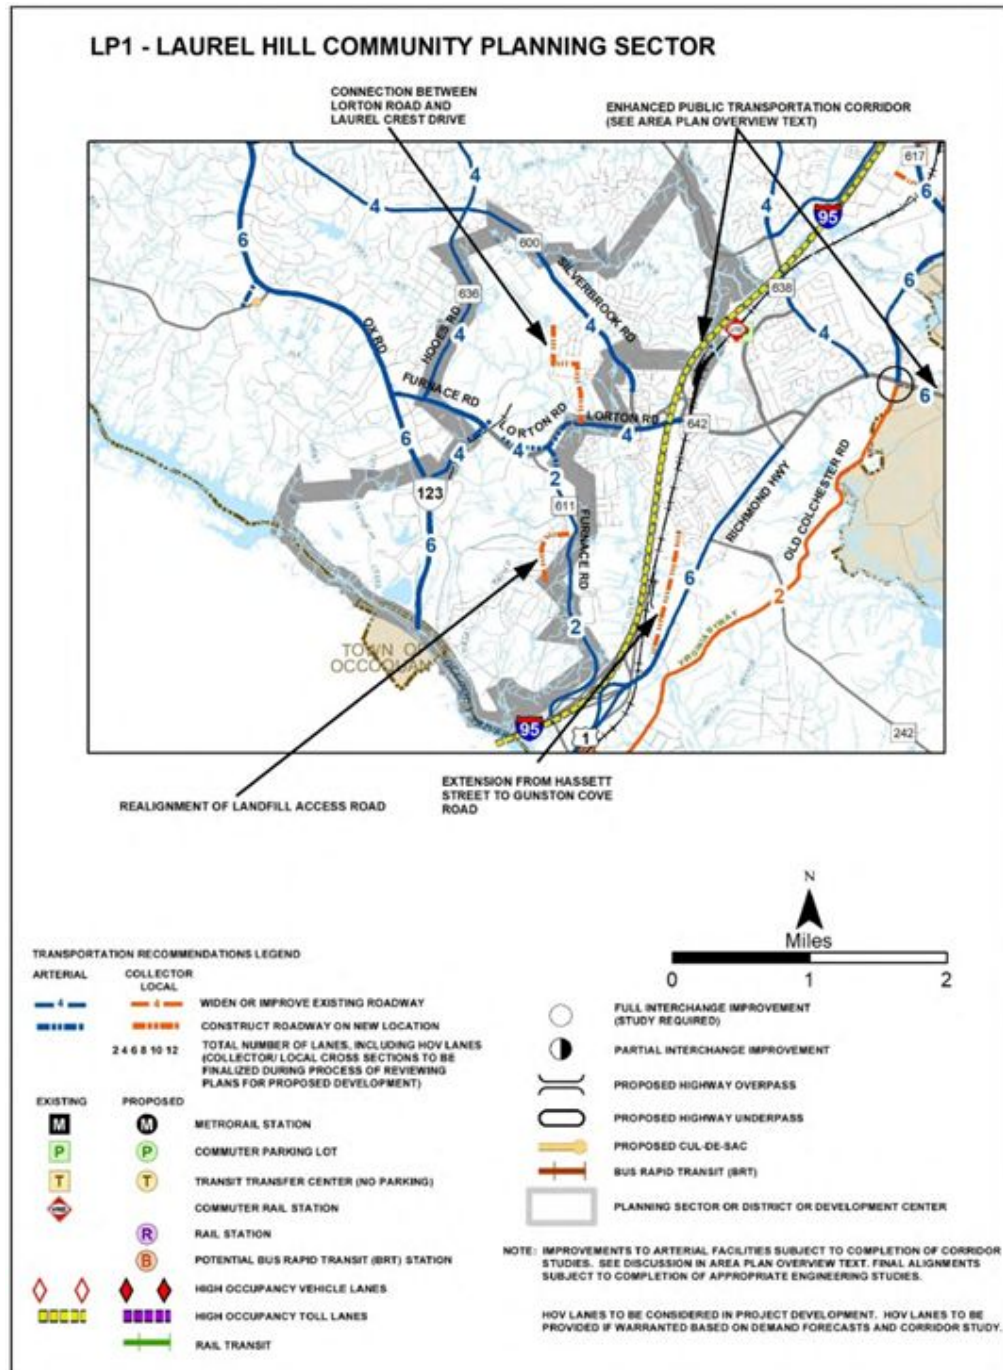 LP1 - LAUREL HILL COMMUNITY PLANNING SECTOR
CONNECTION BETWEEN
LORTON ROAD AND
LAUREL CREST DRIVE
ENHANCED PUBLIC TRANSPORTATION CORRIDOR
(SEE AREA PLAN OVERVIEW TEXT)
617
4
6
4
4
95
6
600
SILVERBROOK RD
638
6
636
HOOES RD
4
OX RD
4
4
FURNACE RD
6
LORTON RD
LORTON RD
642
6
4
4
4
2
123
611
FURNACE RD
RICHMOND HWY
OLD COLCHESTER RD
6
6
2
2
TOWN OF
OCCOQUAN
95
1
242
REALIGNMENT OF LANDFILL ACCESS ROAD
EXTENSION FROM HASSETT
STREET TO GUNSTON COVE
ROAD
N
Miles
0 1 2
TRANSPORTATION RECOMMENDATIONS LEGEND
ARTERIAL
COLLECTOR
LOCAL
4 4 WIDEN OR IMPROVE EXISTING ROADWAY
CONSTRUCT ROADWAY ON NEW LOCATION
2 4 6 8 10 12 TOTAL NUMBER OF LANES, INCLUDING HOV LANES
(COLLECTOR/ LOCAL CROSS SECTIONS TO BE
FINALIZED DURING PROCESS OF REVIEWING
PLANS FOR PROPOSED DEVELOPMENT)
EXISTING PROPOSED
M M METRORAIL STATION
P P COMMUTER PARKING LOT
T T TRANSIT TRANSFER CENTER (NO PARKING)
COMMUTER RAIL STATION
R RAIL STATION
B POTENTIAL BUS RAPID TRANSIT (BRT) STATION
HIGH OCCUPANCY VEHICLE LANES
HIGH OCCUPANCY TOLL LANES
RAIL TRANSIT
FULL INTERCHANGE IMPROVEMENT
(STUDY REQUIRED)
PARTIAL INTERCHANGE IMPROVEMENT
PROPOSED HIGHWAY OVERPASS
PROPOSED HIGHWAY UNDERPASS
PROPOSED CUL-DE-SAC
BUS RAPID TRANSIT (BRT)
PLANNING SECTOR OR DISTRICT OR DEVELOPMENT CENTER
NOTE: IMPROVEMENTS TO ARTERIAL FACILITIES SUBJECT TO COMPLETION OF CORRIDOR
STUDIES. SEE DISCUSSION IN AREA PLAN OVERVIEW TEXT. FINAL ALIGNMENTS
SUBJECT TO COMPLETION OF APPROPRIATE ENGINEERING STUDIES.
HOV LANES TO BE CONSIDERED IN PROJECT DEVELOPMENT. HOV LANES TO BE
PROVIDED IF WARRANTED BASED ON DEMAND FORECASTS AND CORRIDOR STUDY.